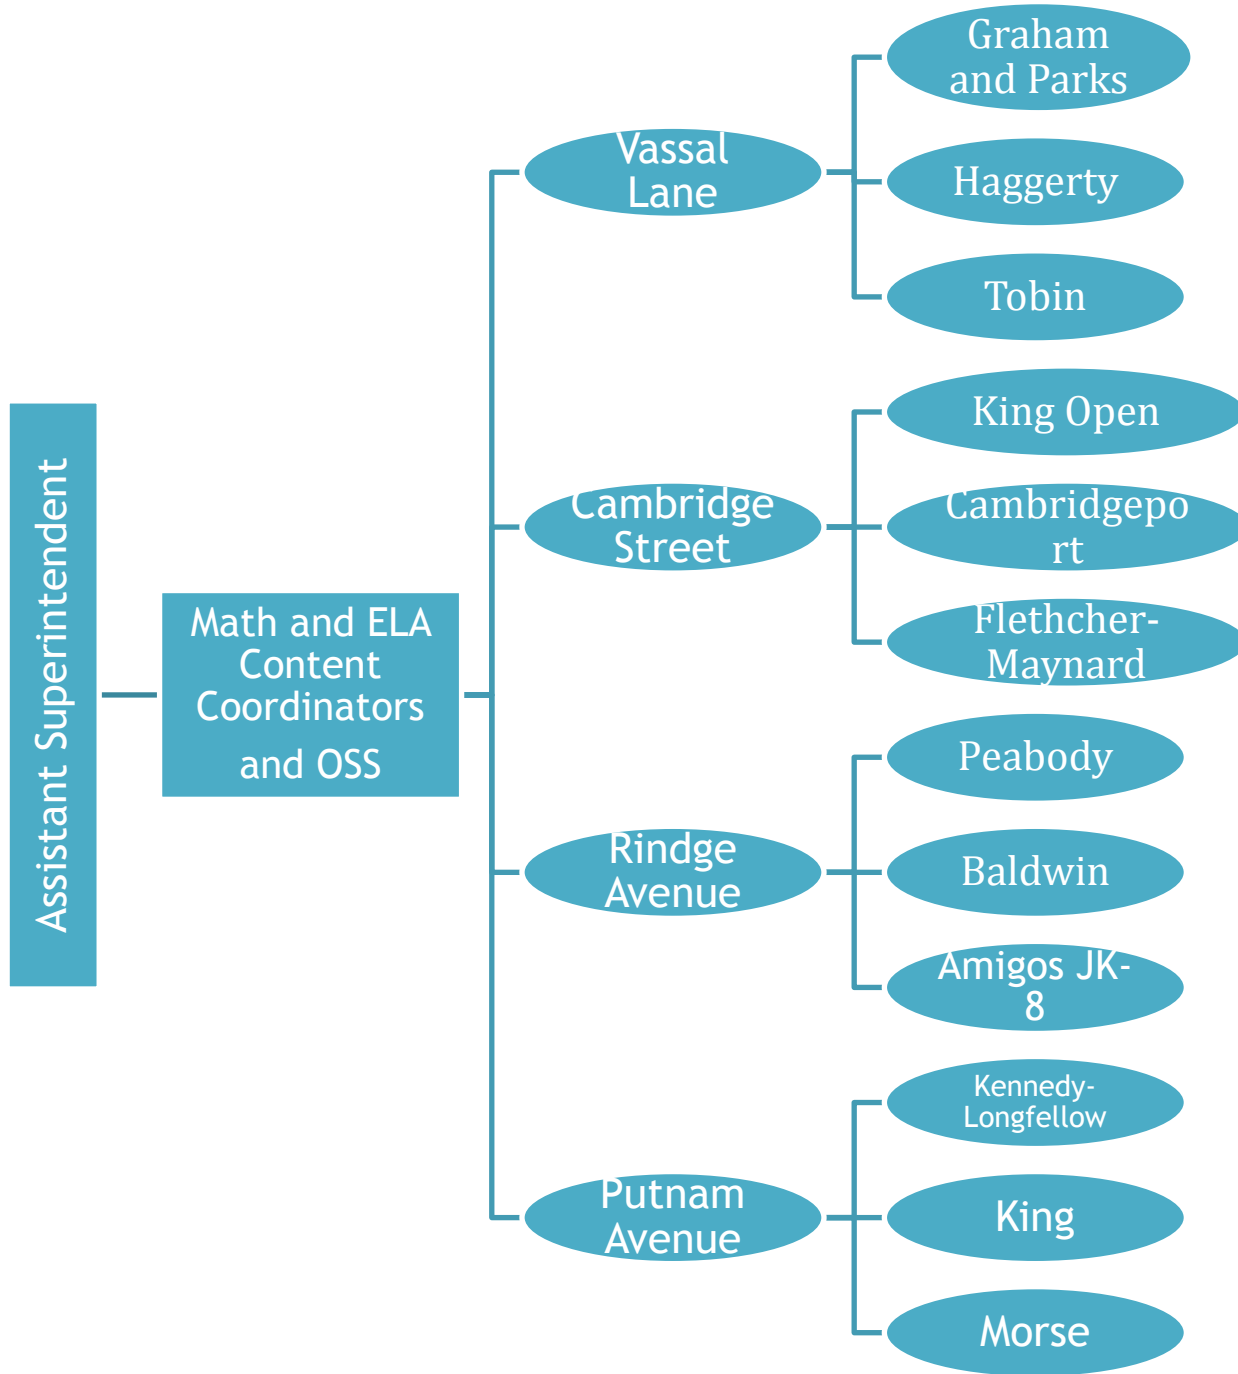 Assistant Superintendent
Math and ELA
Content
Coordinators
and OSS
Vassal
Lane
Graham
and Parks
Haggerty
Tobin
Cambridge
Street
King Open
Cambridgepo
rt
Flethcher-
Maynard
Rindge
Avenue
Peabody
Baldwin
Amigos JK-
8
Putnam
Avenue
Kennedy-
Longfellow
King
Morse